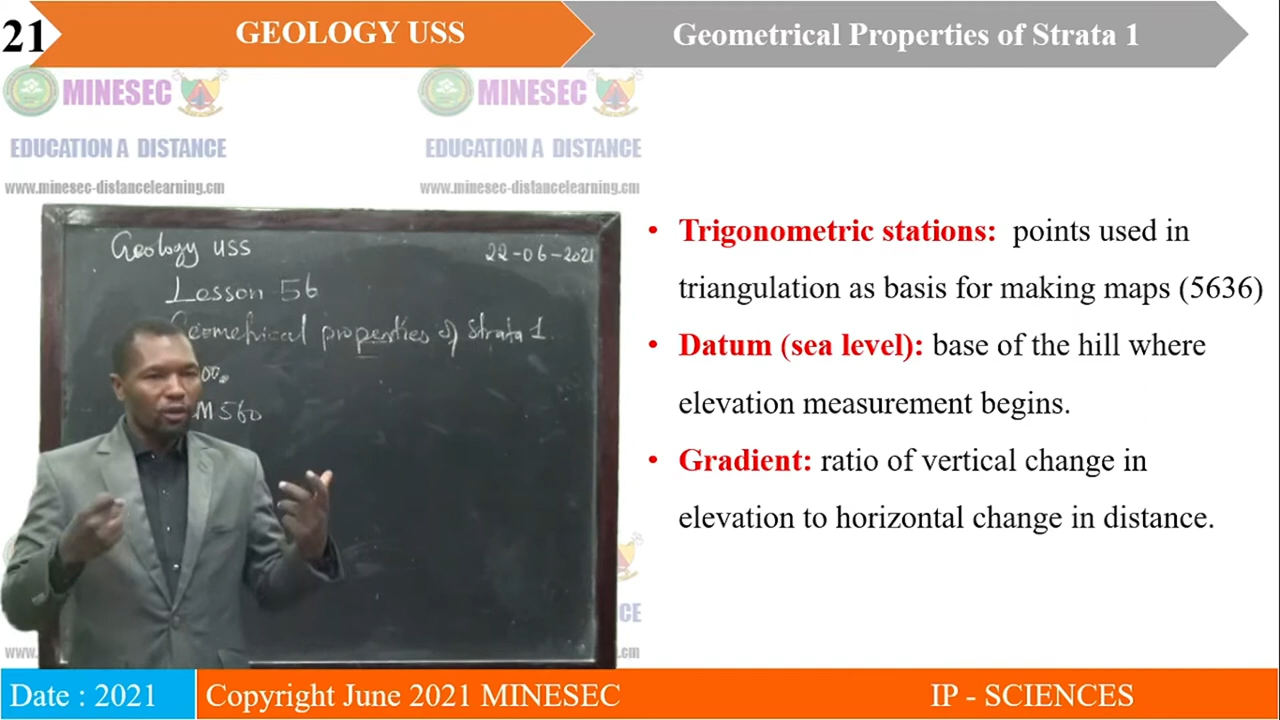 21
GEOLOGY USS
Geometrical Properties of Strata 1
MINESEC
MINESEC
EDUCATION A DISTANCE
EDUCATION A DISTANCE
www.minesec-distancelearning.cm
www.minesec-distancelearning.cm
Geology USS
22-06-2021
Lesson 56
Geometrical properties of Strata 1
M 560
• Trigonometric stations: points used in
triangulation as basis for making maps (5636)
• Datum (sea level): base of the hill where
elevation measurement begins.
• Gradient: ratio of vertical change in
elevation to horizontal change in distance.
CE
www.
.cm
Date : 2021
Copyright June 2021 MINESEC
IP - SCIENCES